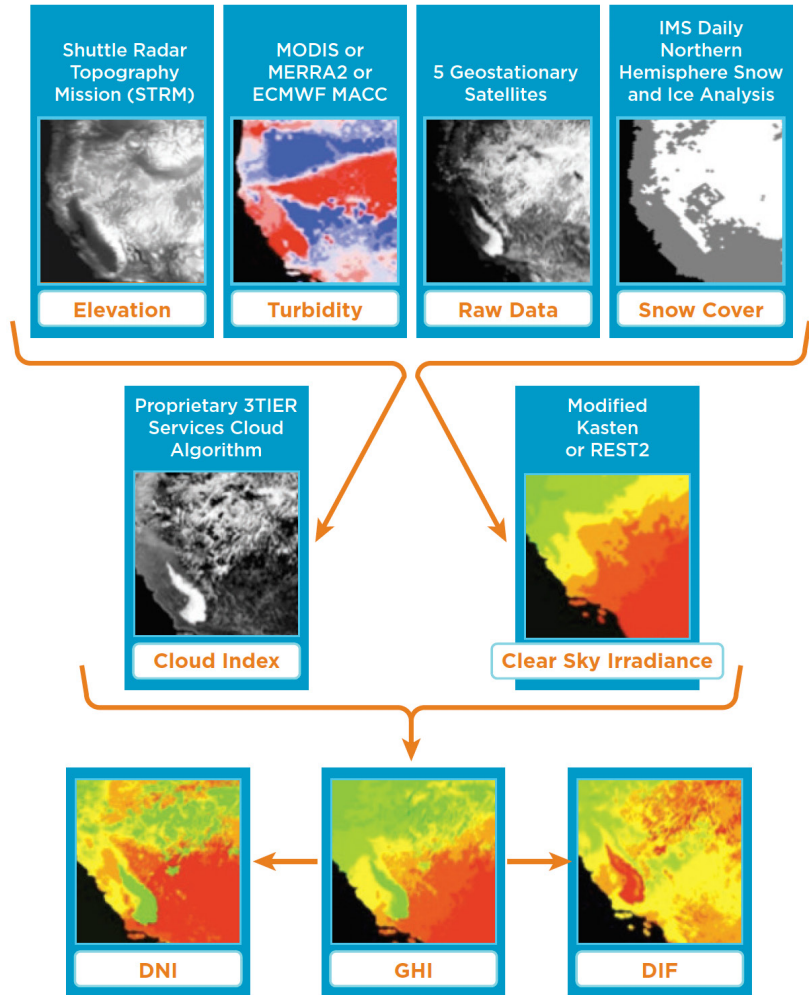 Shuttle Radar
Topography
Mission (STRM)
Elevation
MODIS or
MERRA2 or
ECMWF MACC
Turbidity
5 Geostationary
Satellites
Raw Data
IMS Daily
Northern
Hemisphere Snow
and Ice Analysis
Snow Cover
Proprietary 3TIER
Services Cloud
Algorithm
Cloud Index
Modified
Kasten
or REST2
Clear Sky Irradiance
DNI
GHI
DIF